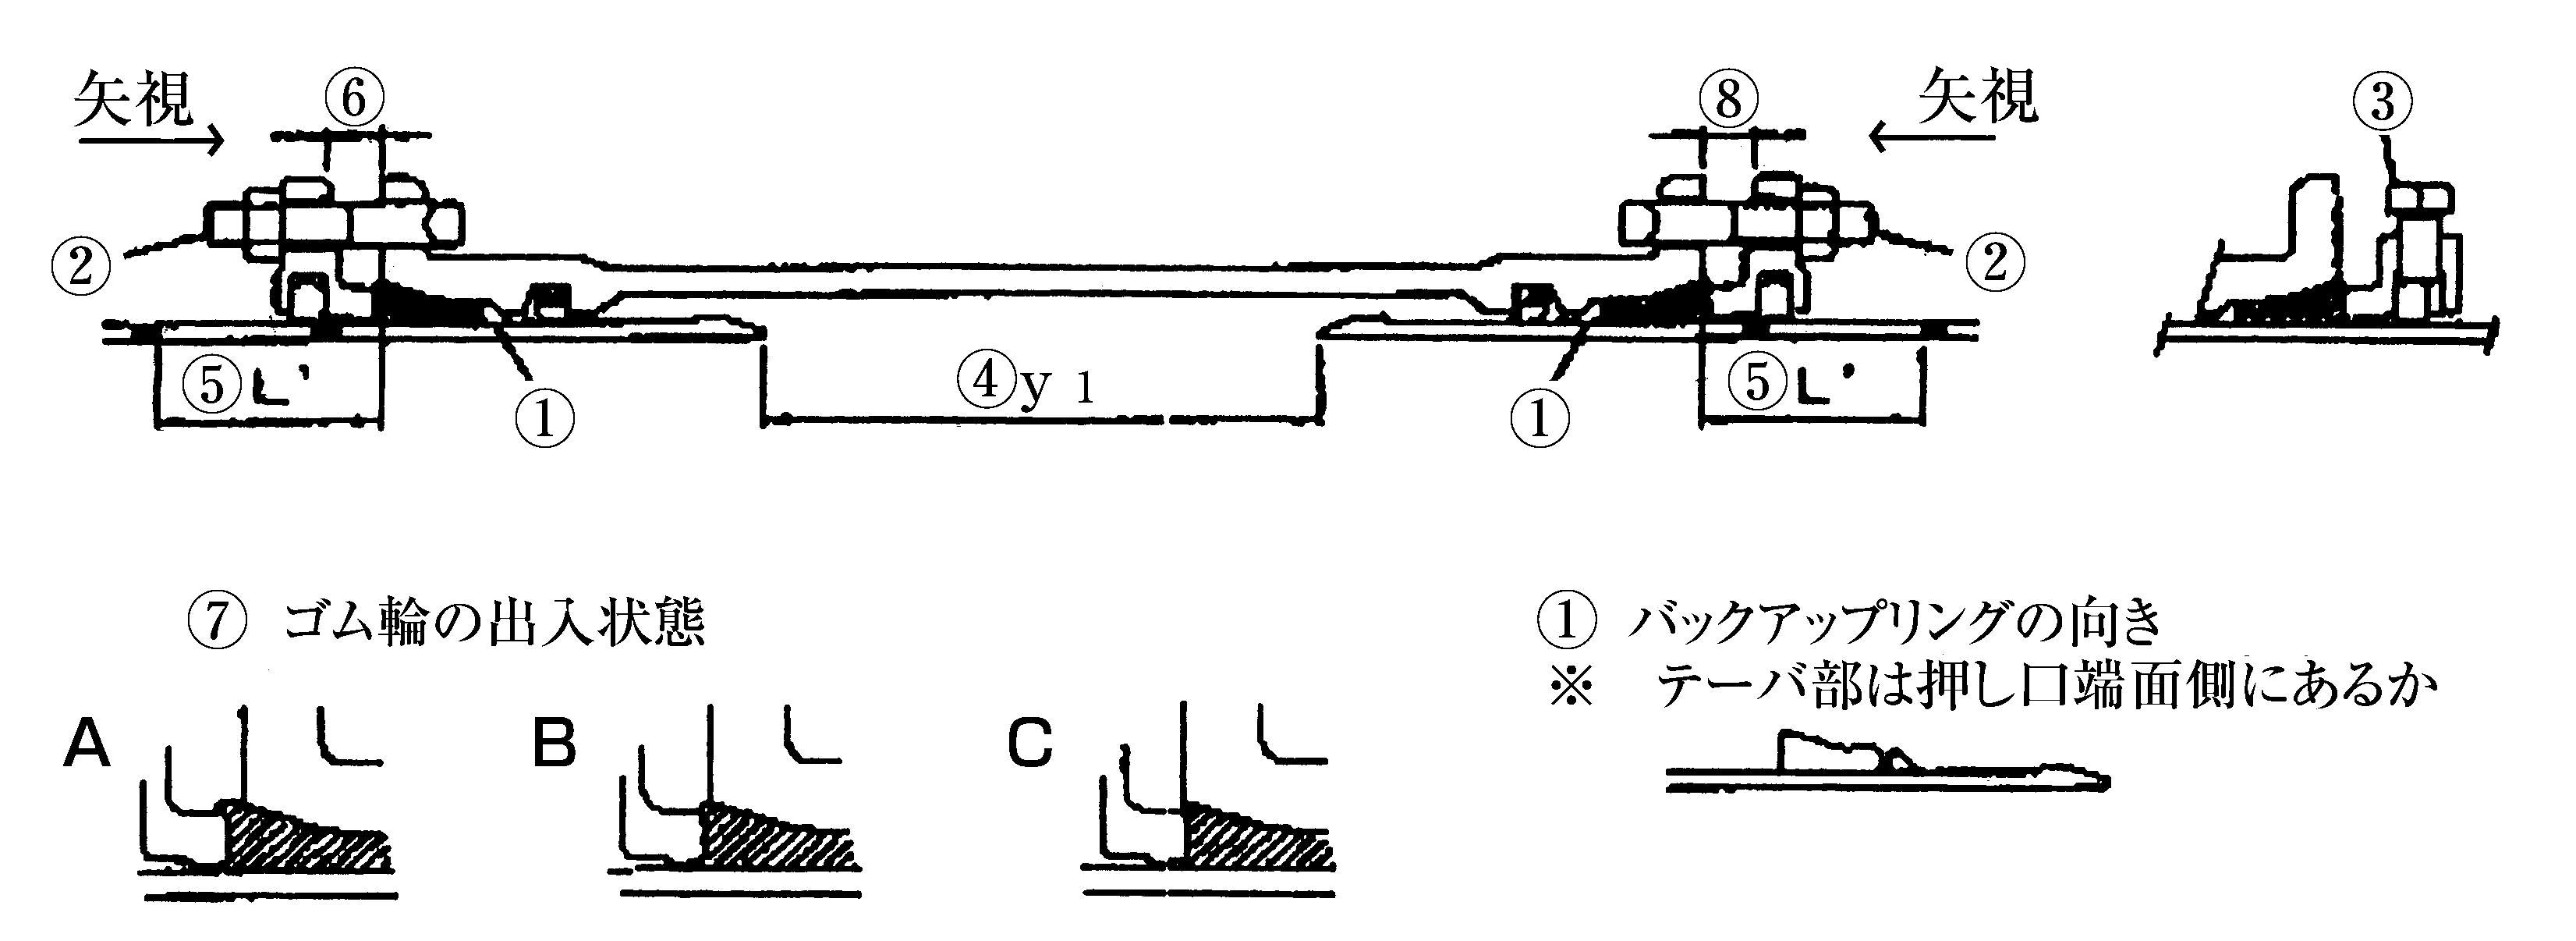 矢視
⑥
⑧
矢視
③
②
②
⑤ L'
④y 1
⑤ L'
①
①
⑦ ゴム輪の出入状態
① バックアップリングの向き
※ テーパ部は押し口端面側にあるか
A
B
C